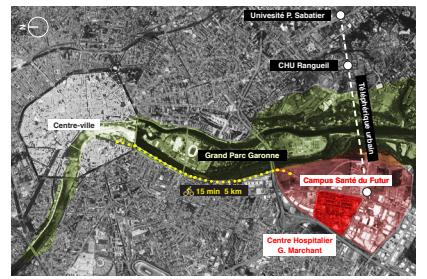 Univesité P. Sabatier
N
CHU Rangueil
Téléphérique urbain
Centre-ville
Grand Parc Garonne
Campus Santé du Futur
15 min 5 km
Centre Hospitalier
G. Marchant